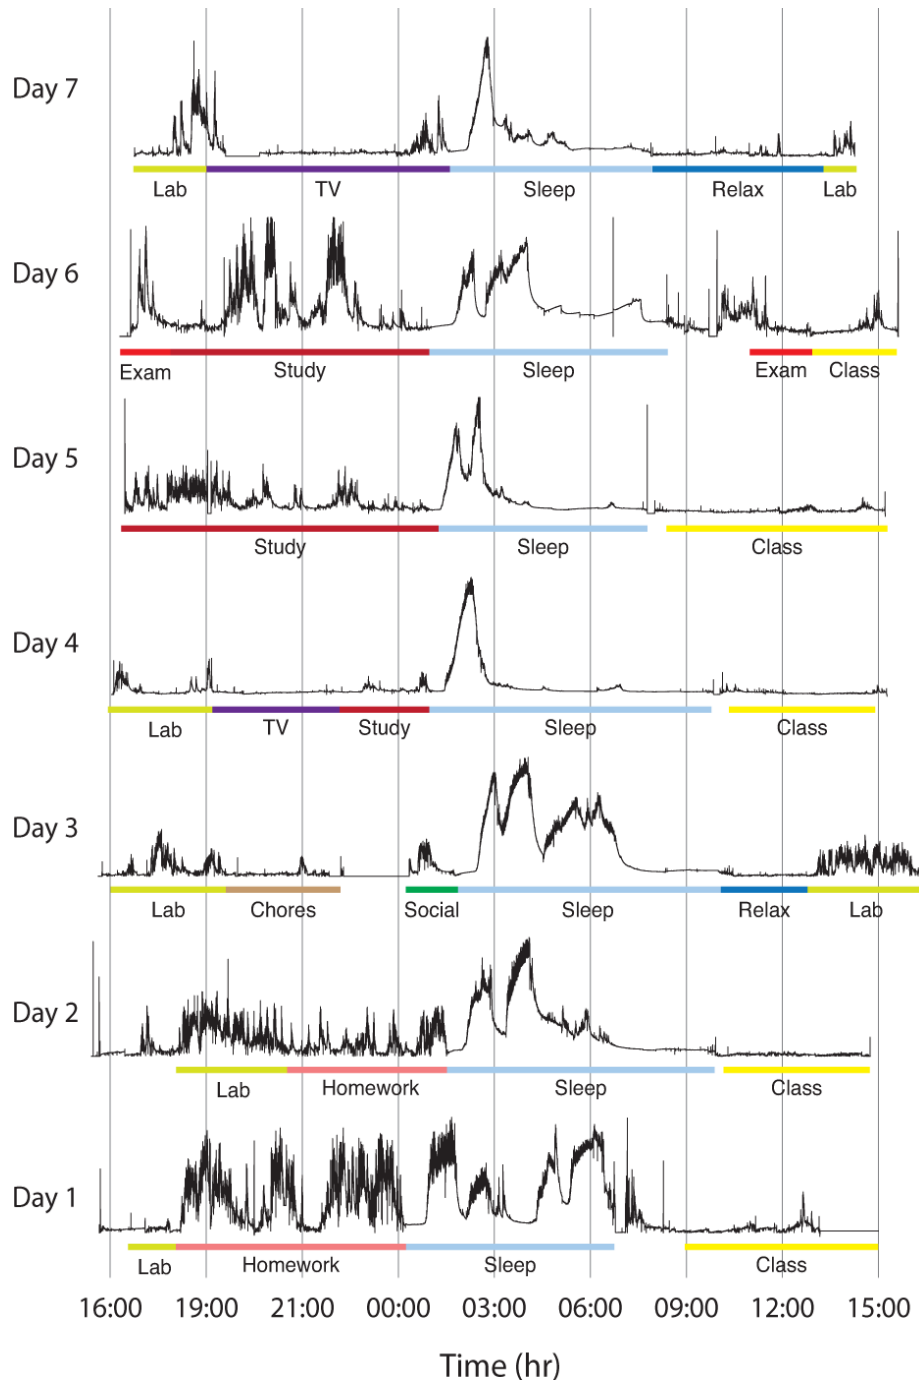 Day 7
Lab TV Sleep Relax Lab
Day 6
Exam Study Sleep Exam Class
Day 5
Study Sleep Class
Day 4
Lab TV Study Sleep Class
Day 3
Lab Chores Social Sleep Relax Lab
Day 2
Lab Homework Sleep Class
Day 1
Lab Homework Sleep Class
16:00 19:00 21:00 00:00 03:00 06:00 09:00 12:00 15:00
Time (hr)